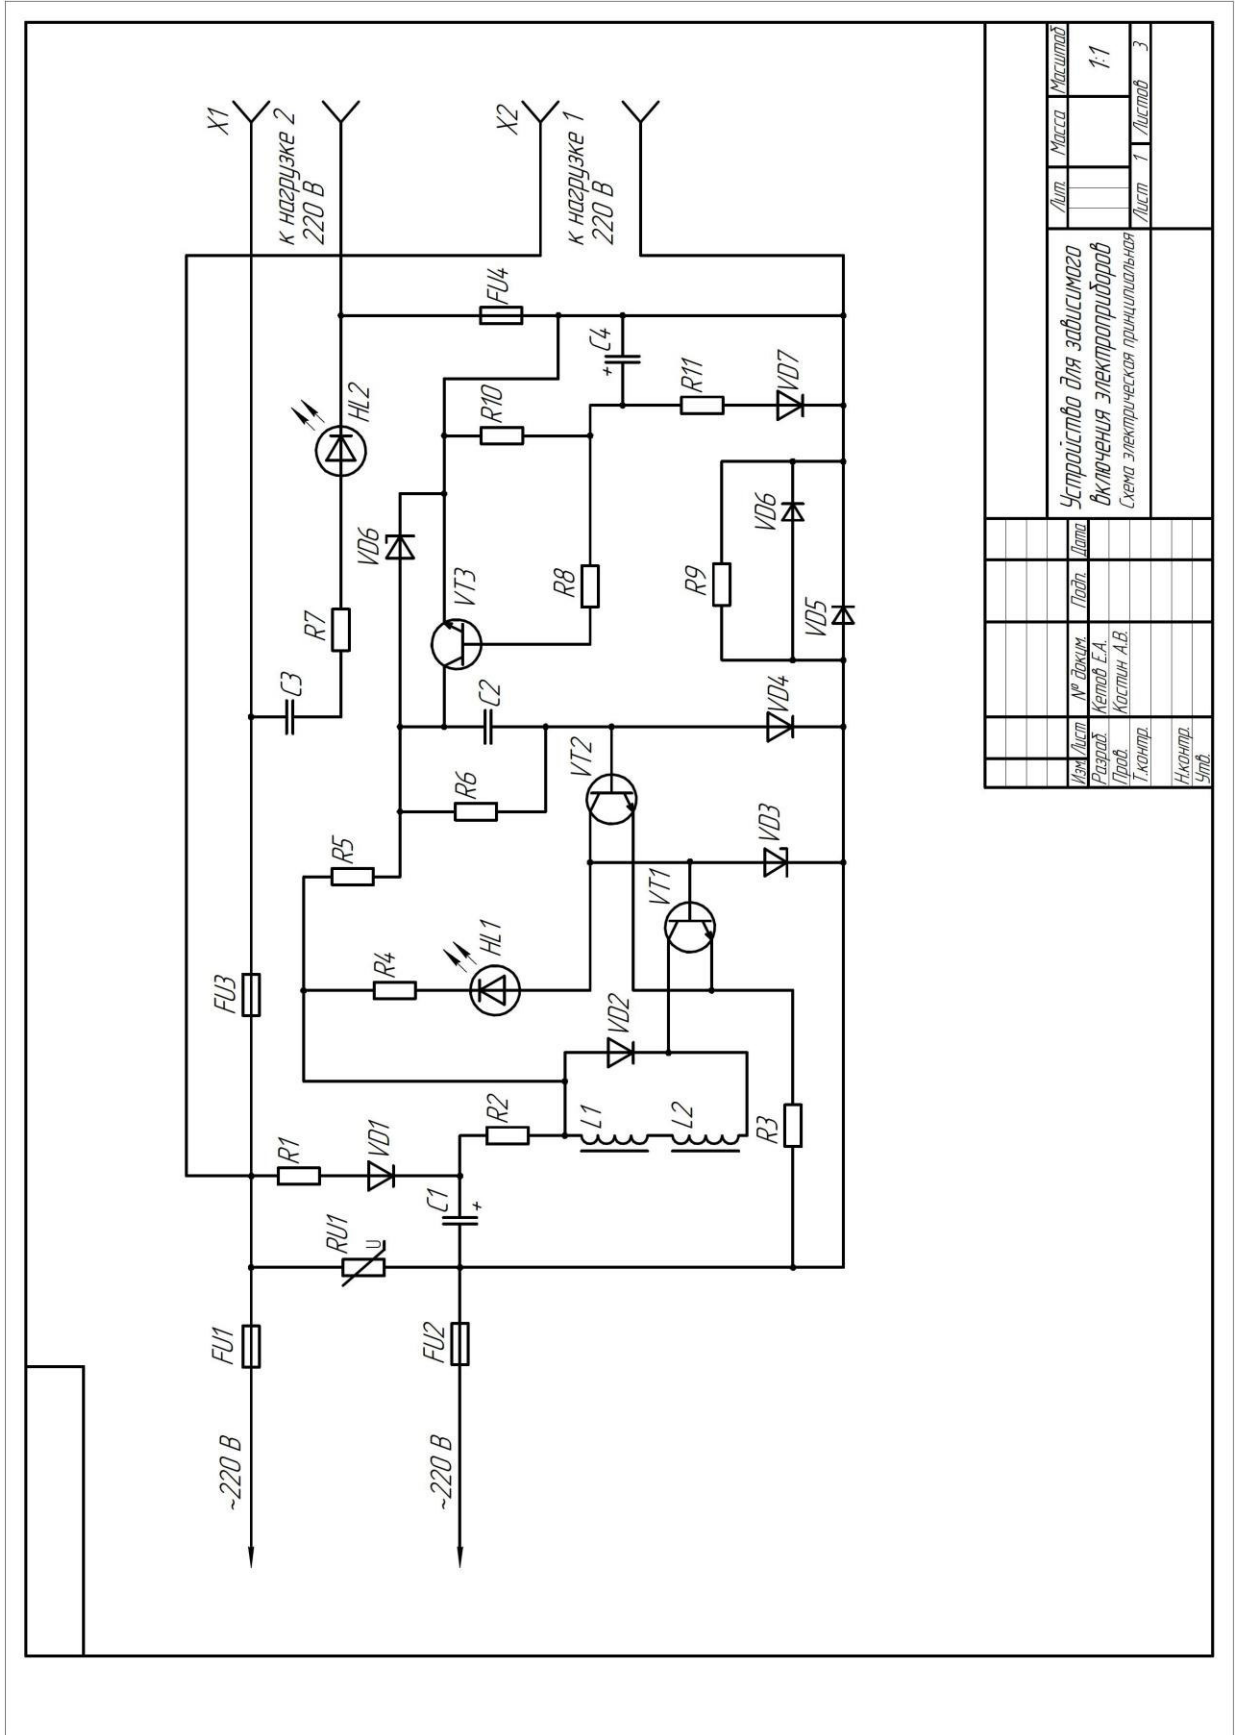 X1
к нагрузке 2
220 В
X2
к нагрузке 1
220 В
~220 В
~220 В
FU1
FU2
RU1
U
R1
VD1
C1
+
FU3
R2
L1
L2
VD2
R3
R4
HL1
VT1
R5
R6
VT2
VD3
C3
R7
HL2
C2
VT3
VD4
VD6
R8
R9
VD5
VD6
R10
FU4
C4
+
R11
VD7
Устройство для зависимого
включения электроприборов
Схема электрическая принципиальная
Лит.
Масса
Масштаб
1:1
Лист 1
Листов 3
Изм.
Лист
№ докум.
Подп.
Дата
Разраб.
Кетов Е.А.
Пров.
Костин А.В.
Т.контр.
Н.контр.
Утв.